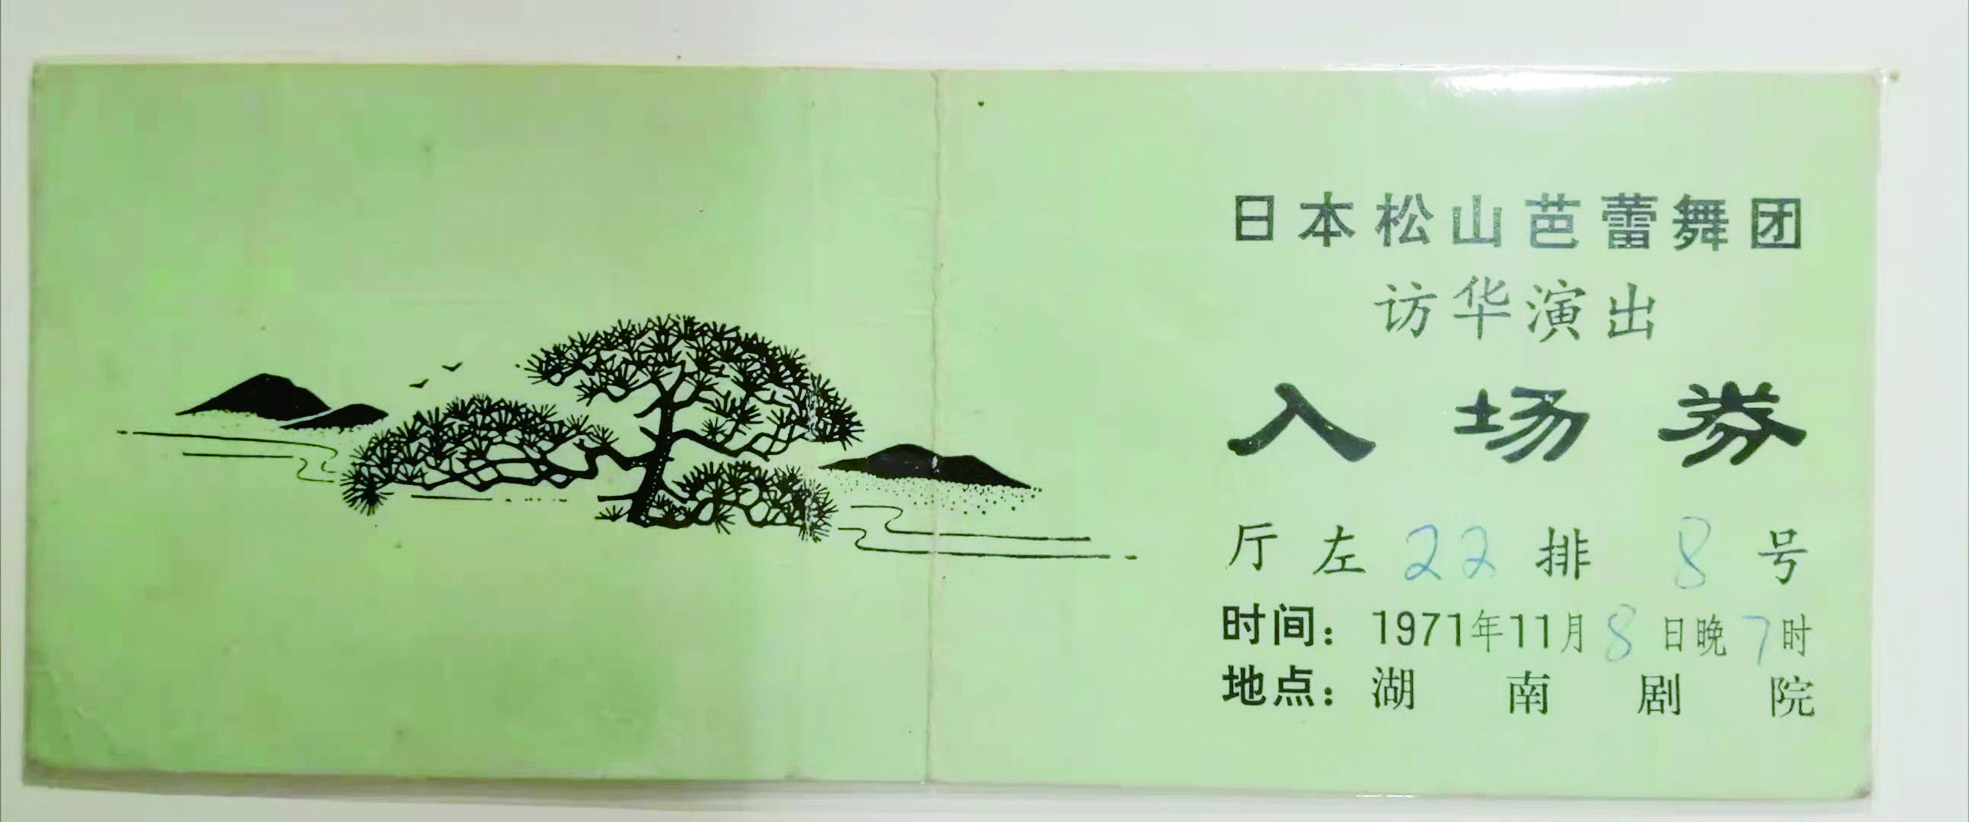 日本松山芭蕾舞团
访华演出
入场券
厅左22排8号
时间：1971年11月8日晚7时
地点：湖南剧院